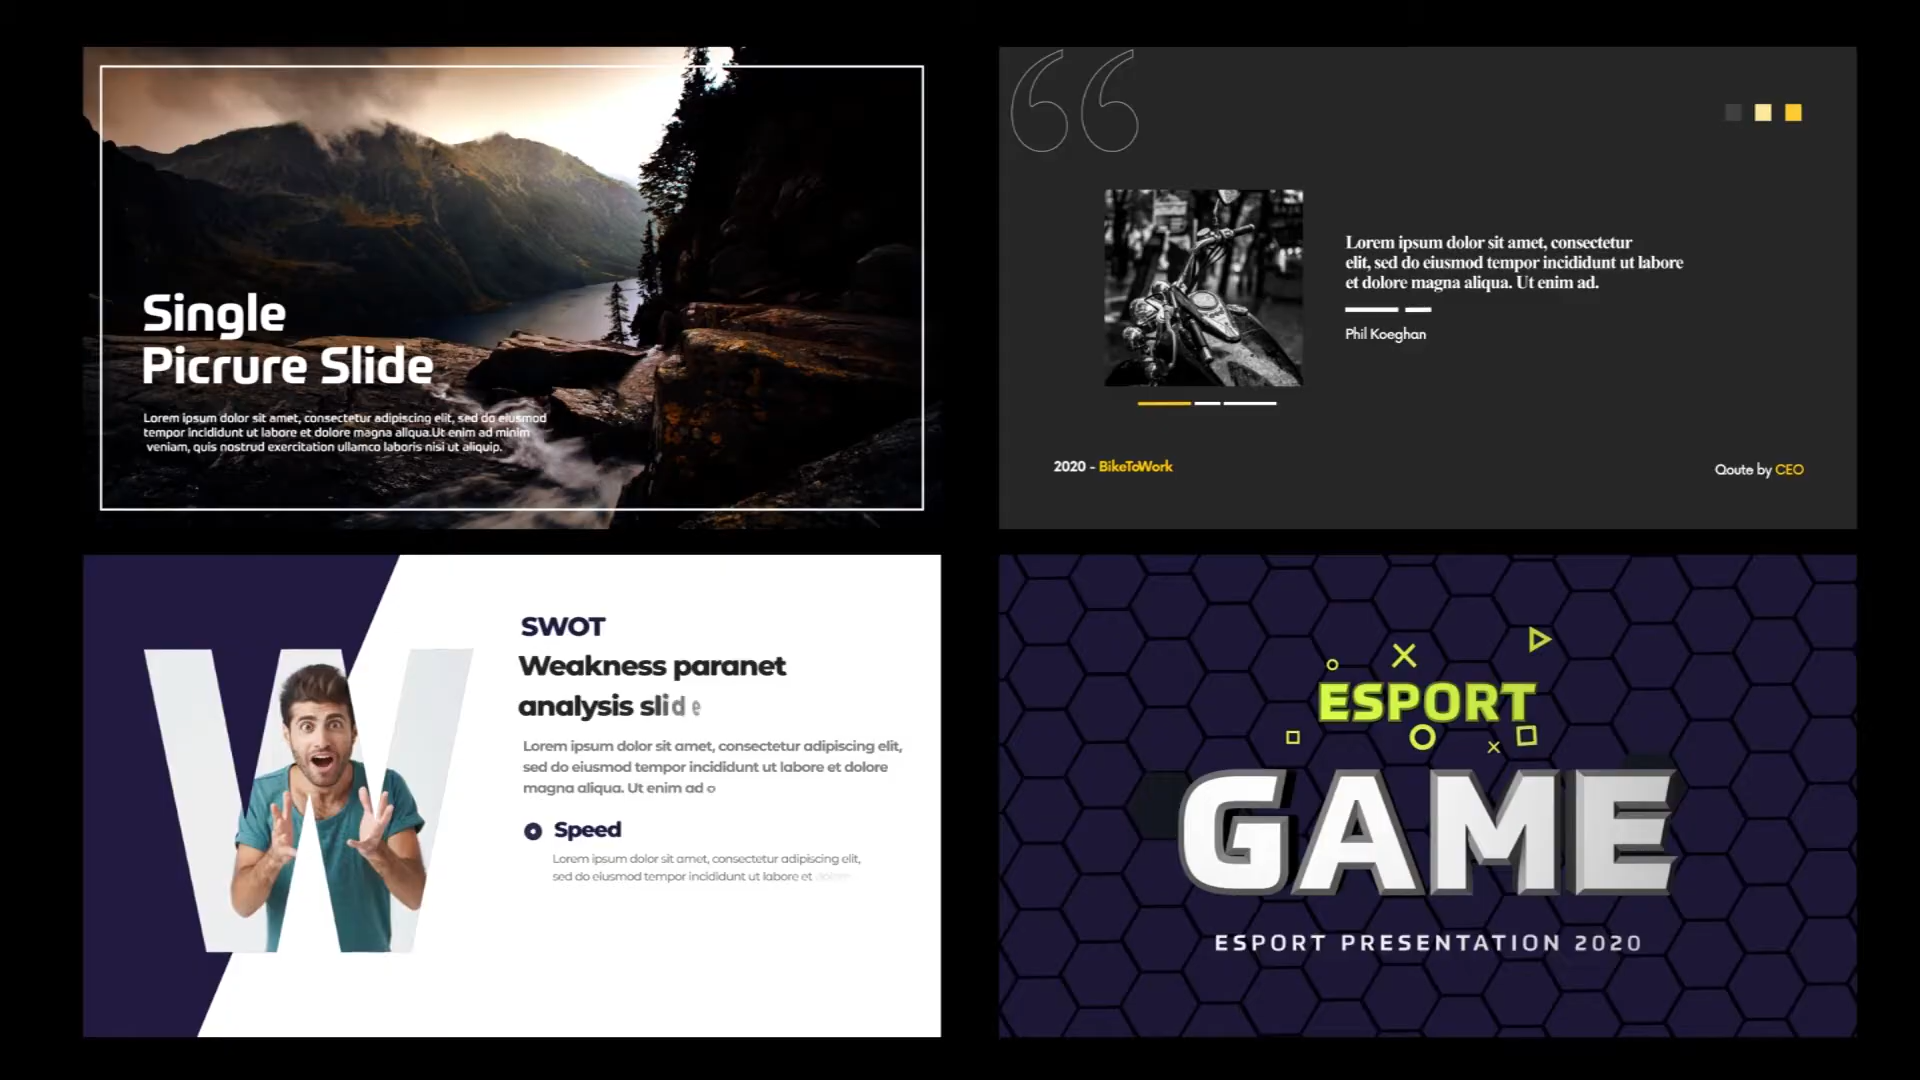 Single
Picrure Slide
Lorem ipsum dolor sit amet, consectetur adipiscing elit, sed do eiusmod
tempor incididunt ut labore et dolore magna aliqua.Ut enim ad minim
veniam, quis nostrud exercitation ullamco laboris nisi ut aliquip.
“
Lorem ipsum dolor sit amet, consectetur
elit, sed do eiusmod tempor incididunt ut labore
et dolore magna aliqua. Ut enim ad.
Phil Koeghan
2020 - BikeToWork
Qoute by CEO
W
SWOT
Weakness paranet
analysis slide
Lorem ipsum dolor sit amet, consectetur adipiscing elit,
sed do eiusmod tempor incididunt ut labore et dolore
magna aliqua. Ut enim ad o
Speed
Lorem ipsum dolor sit amet, consectetur adipiscing elit,
sed do eiusmod tempor incididunt ut labore et dolore
ESPORT
GAME
ESPORT PRESENTATION 2020